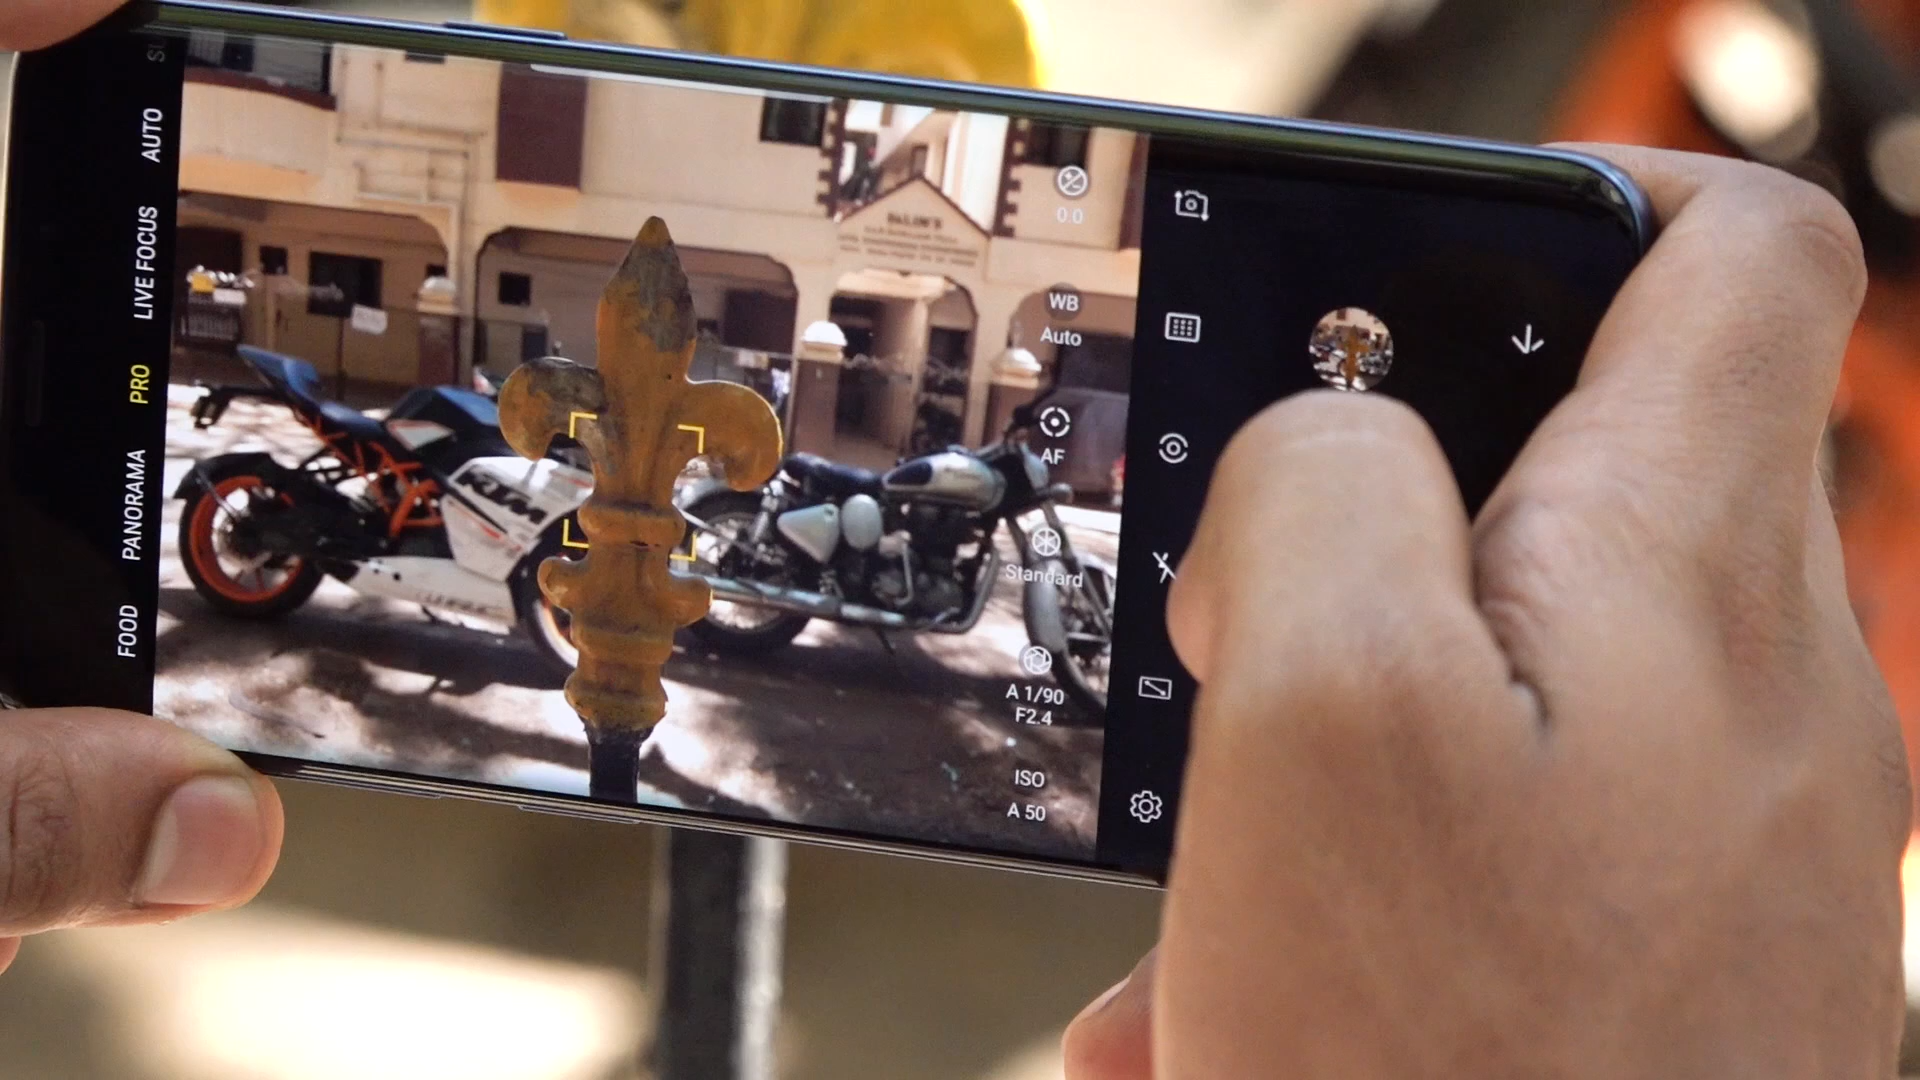 AUTO
LIVE FOCUS
PRO
PANORAMA
FOOD
KTM
0.0
WB
Auto
AF
Standard
A 1/90
F2.4
ISO
A 50